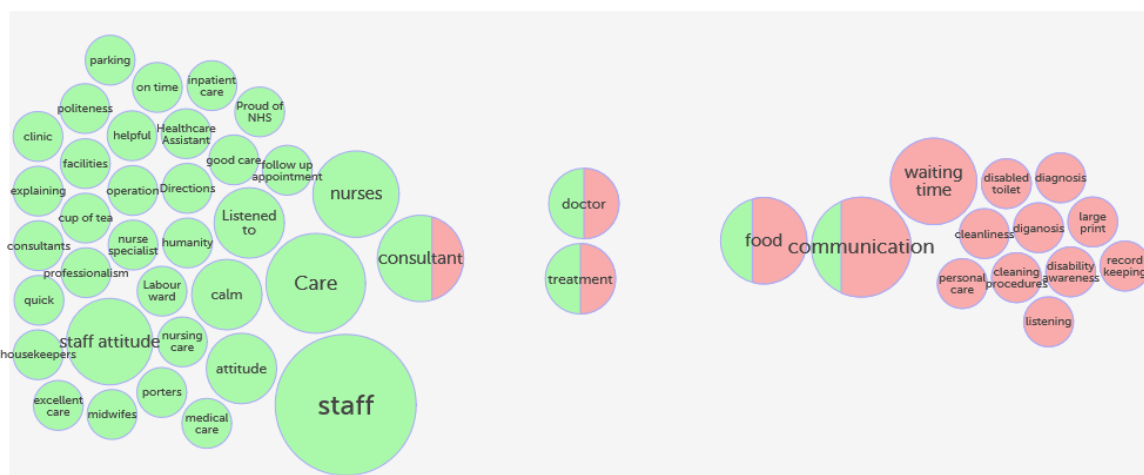 parking
on time
inpatient
care
politeness
Proud of
NHS
clinic
helpful
Healthcare
Assistant
facilities
good care
follow up
appointment
explaining
operation
Directions
nurses
cup of tea
Listened
to
consultants
nurse
specialist
humanity
consultant
professionalism
Labour
ward
calm
Care
quick
staff attitude
nursing
care
housekeepers
attitude
excellent
care
midwifes
porters
medical
care
staff
doctor
treatment
food
communication
waiting
time
disabled
toilet
diagnosis
cleanliness
diganosis
large
print
personal
care
cleaning
procedures
disability
awareness
record
keeping
listening